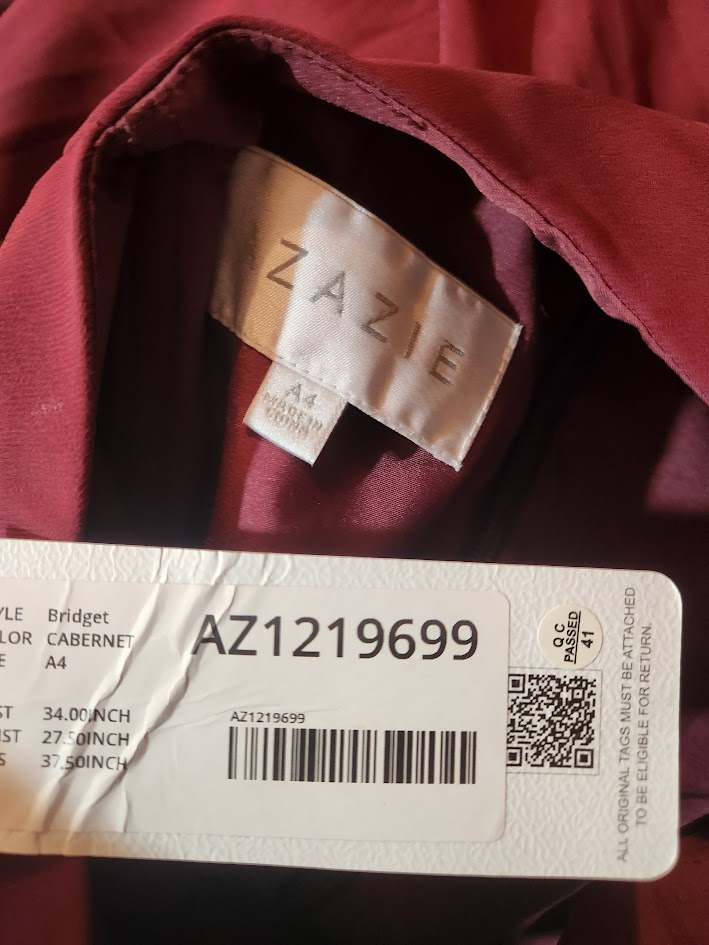 ZAZIE
A4
MADE IN
CHINA
YLE Bridget
LOR CABERNET
E A4
ST 34.00INCH
IST 27.50INCH
S 37.50INCH
AZ1219699
AZ1219699
Q C
PASSED
41
ALL ORIGINAL TAGS MUST BE ATTACHED
TO BE ELIGIBLE FOR RETURN.